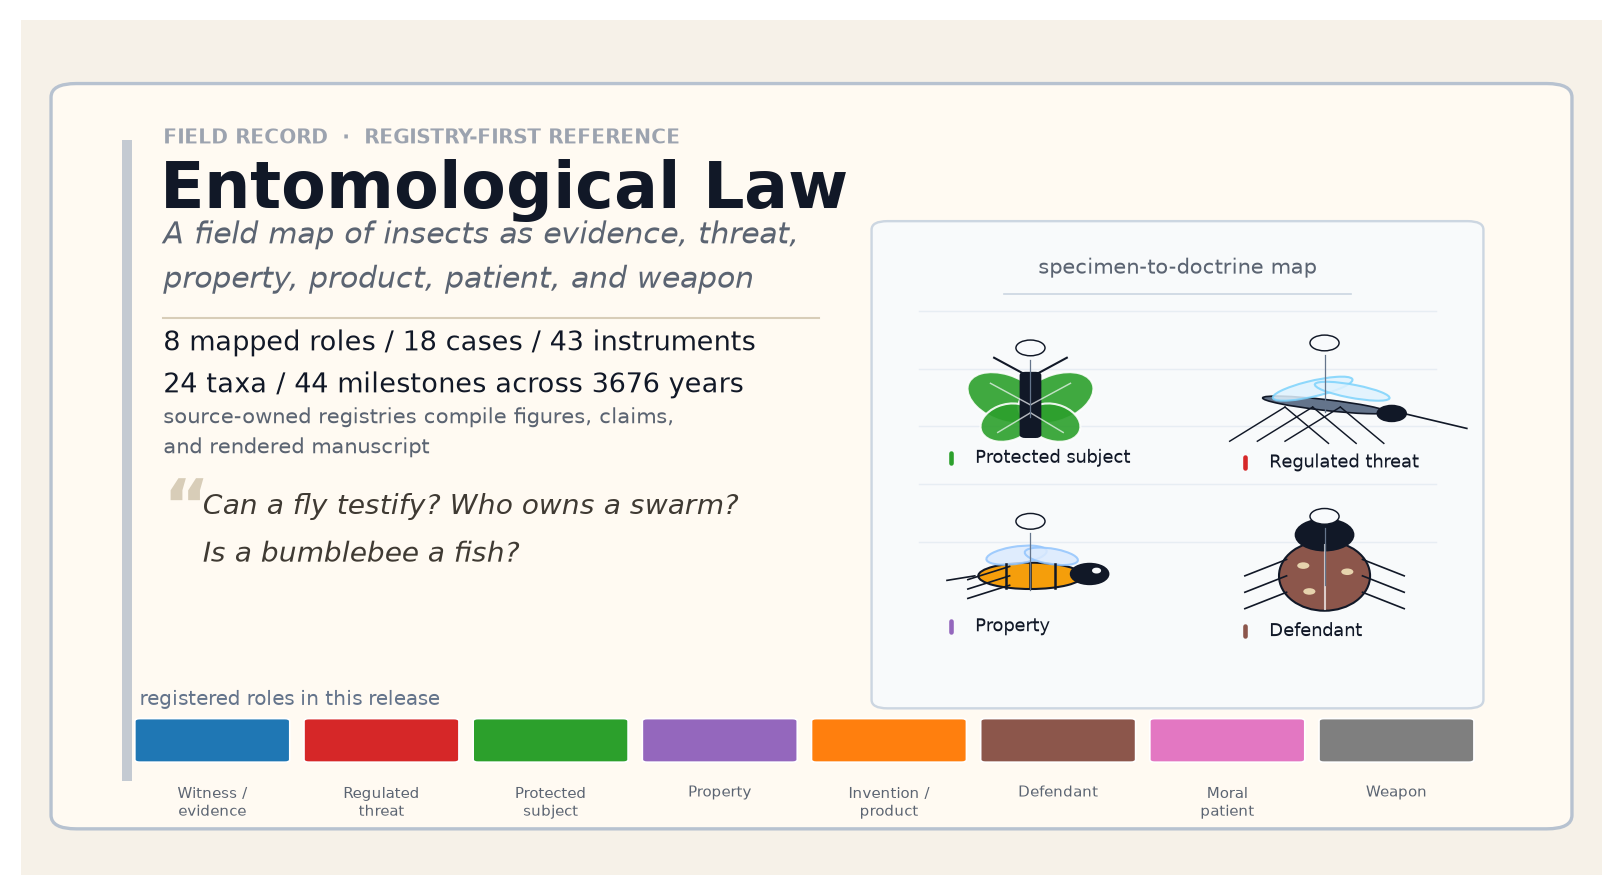 FIELD RECORD · REGISTRY-FIRST REFERENCE
Entomological Law
A field map of insects as evidence, threat,
property, product, patient, and weapon
8 mapped roles / 18 cases / 43 instruments
24 taxa / 44 milestones across 3676 years
source-owned registries compile figures, claims,
and rendered manuscript
“Can a fly testify? Who owns a swarm?
Is a bumblebee a fish?
specimen-to-doctrine map
Protected subject
Regulated threat
Property
Defendant
registered roles in this release
Witness /
evidence
Regulated
threat
Protected
subject
Property
Invention /
product
Defendant
Moral
patient
Weapon